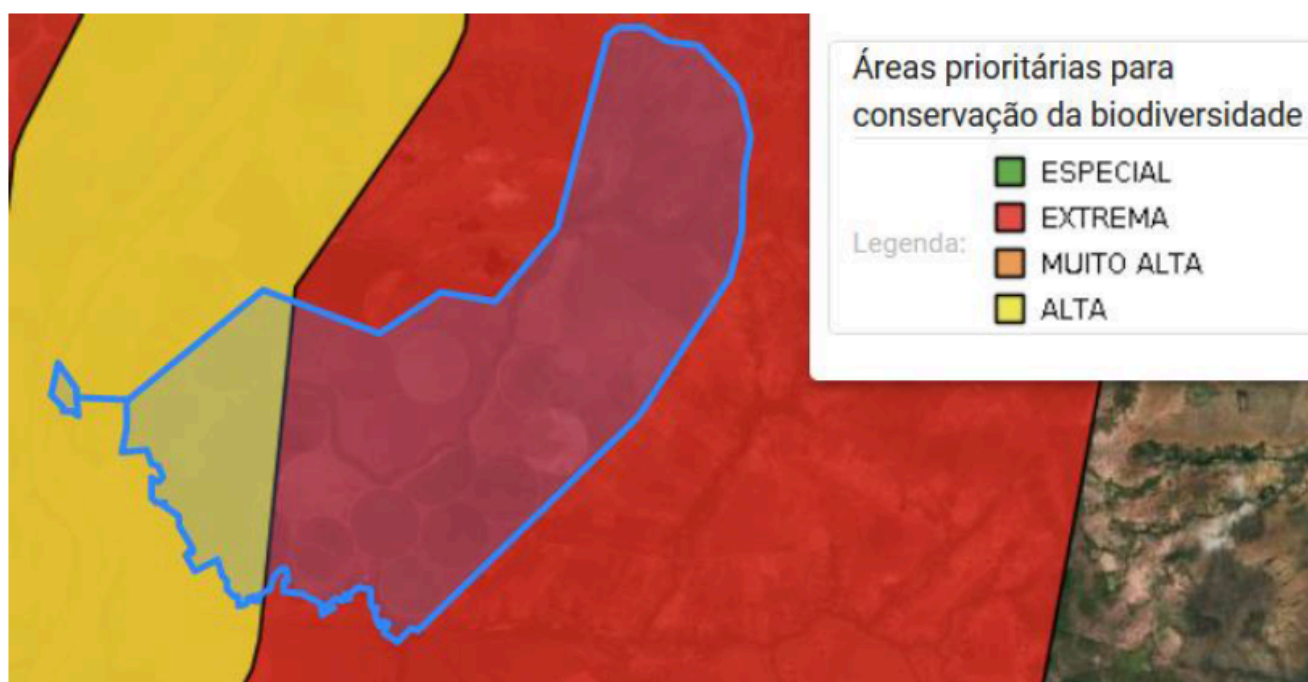 Áreas prioritárias para
conservação da biodiversidade
ESPECIAL
EXTREMA
Legenda:
MUITO ALTA
ALTA